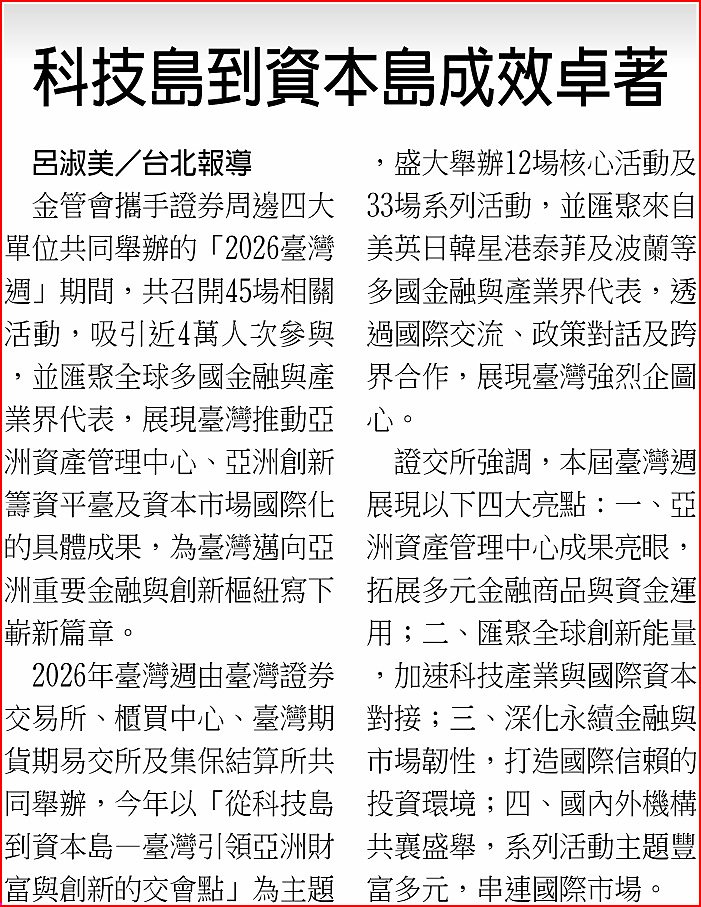 科技島到資本島成效卓著
呂淑美／台北報導
金管會攜手證券周邊四大
單位共同舉辦的「2026臺灣
週」期間，共召開45場相關
活動，吸引近4萬人次參與
，並匯聚全球多國金融與產
業界代表，展現臺灣推動亞
洲資產管理中心、亞洲創新
籌資平臺及資本市場國際化
的具體成果，為臺灣邁向亞
洲重要金融與創新樞紐寫下
嶄新篇章。
2026年臺灣週由臺灣證券
交易所、櫃買中心、臺灣期
貨期易交所及集保結算所共
同舉辦，今年以「從科技島
到資本島—臺灣引領亞洲財
富與創新的交會點」為主題
，盛大舉辦12場核心活動及
33場系列活動，並匯聚來自
美英日韓星港泰菲及波蘭等
多國金融與產業界代表，透
過國際交流、政策對話及跨
界合作，展現臺灣強烈企圖
心。
證交所強調，本屆臺灣週
展現以下四大亮點：一、亞
洲資產管理中心成果亮眼，
拓展多元金融商品與資金運
用；二、匯聚全球創新能量
，加速科技產業與國際資本
對接；三、深化永續金融與
市場韌性，打造國際信賴的
投資環境；四、國內外機構
共襄盛舉，系列活動主題豐
富多元，串連國際市場。